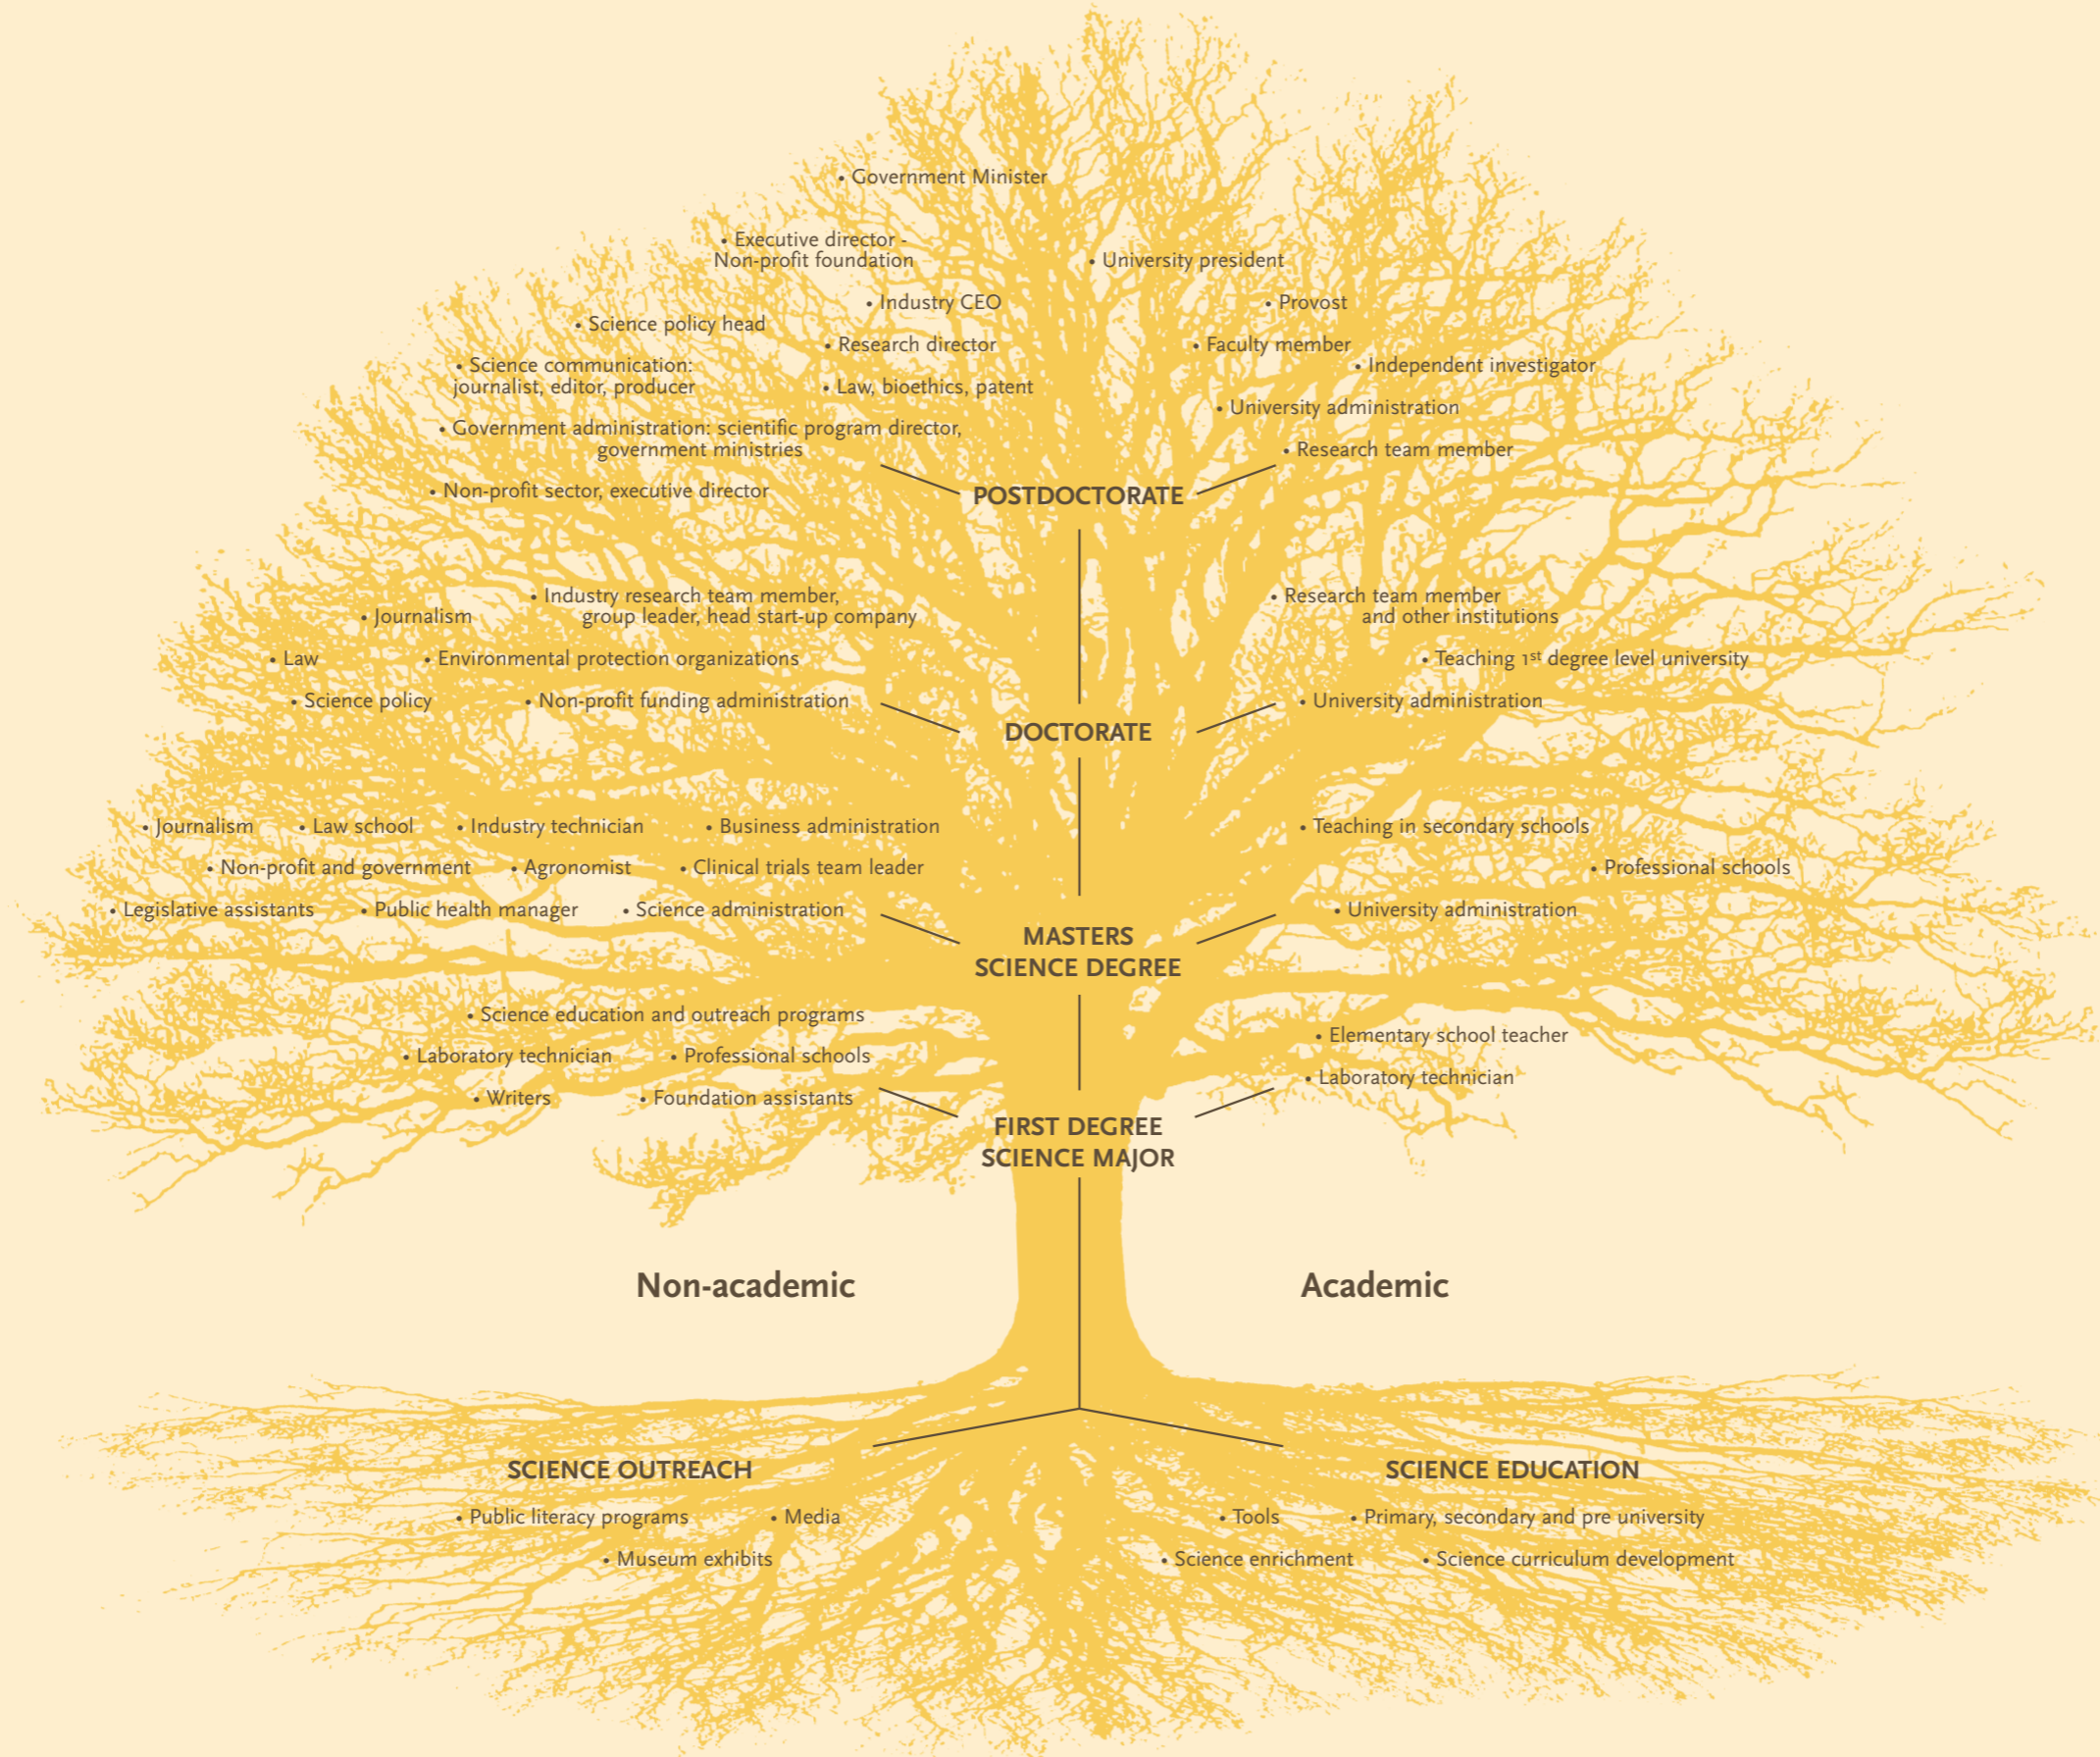 • Government Minister
• Executive director -
Non-profit foundation
• University president
• Industry CEO
• Provost
• Science policy head
• Research director
• Faculty member
• Science communication:
journalist, editor, producer
• Independent investigator
• Law, bioethics, patent
• University administration
• Government administration: scientific program director,
government ministries
• Research team member
• Non-profit sector, executive director
POSTDOCTORATE
• Industry research team member,
group leader, head start-up company
• Journalism
• Research team member
and other institutions
• Law
• Environmental protection organizations
• Teaching 1st degree level university
• Science policy
• Non-profit funding administration
• University administration
DOCTORATE
• Journalism
• Law school
• Industry technician
• Business administration
• Teaching in secondary schools
• Non-profit and government
• Agronomist
• Clinical trials team leader
• Professional schools
• Legislative assistants
• Public health manager
• Science administration
• University administration
MASTERS
SCIENCE DEGREE
• Science education and outreach programs
• Elementary school teacher
• Laboratory technician
• Professional schools
• Laboratory technician
• Writers
• Foundation assistants
FIRST DEGREE
SCIENCE MAJOR
Non-academic
Academic
SCIENCE OUTREACH
• Public literacy programs
• Media
• Museum exhibits
SCIENCE EDUCATION
• Tools
• Primary, secondary and pre university
• Science enrichment
• Science curriculum development